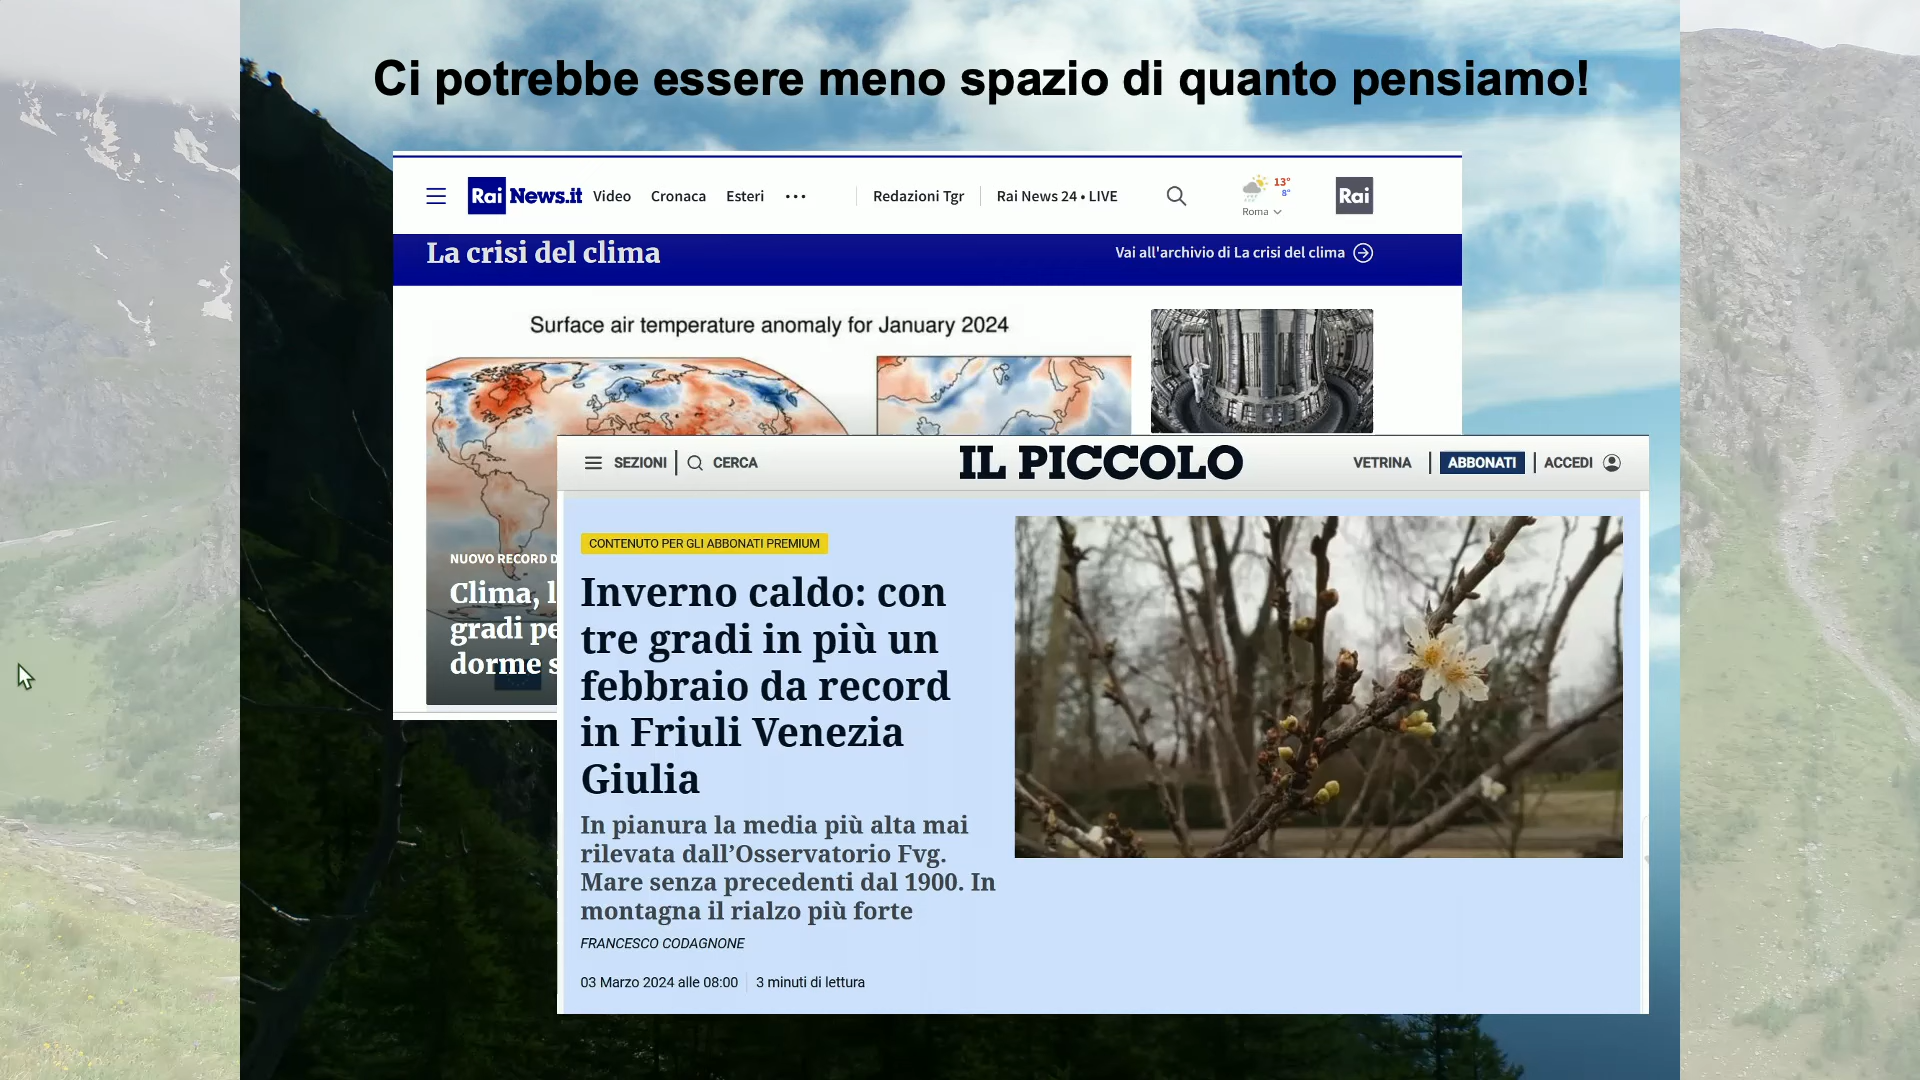 Ci potrebbe essere meno spazio di quanto pensiamo!
Rai News.it Video Cronaca Esteri ••• Redazioni Tgr Rai News 24 • LIVE 13° 8° Roma Rai
La crisi del clima Vai all'archivio di La crisi del clima
Surface air temperature anomaly for January 2024
NUOVO RECORD D
Clima, l
gradi pe
dorme s
SEZIONI CERCA IL PICCOLO VETRINA ABBONATI ACCEDI
CONTENUTO PER GLI ABBONATI PREMIUM
Inverno caldo: con
tre gradi in più un
febbraio da record
in Friuli Venezia
Giulia
In pianura la media più alta mai
rilevata dall’Osservatorio Fvg.
Mare senza precedenti dal 1900. In
montagna il rialzo più forte
FRANCESCO CODAGNONE
03 Marzo 2024 alle 08:00 3 minuti di lettura